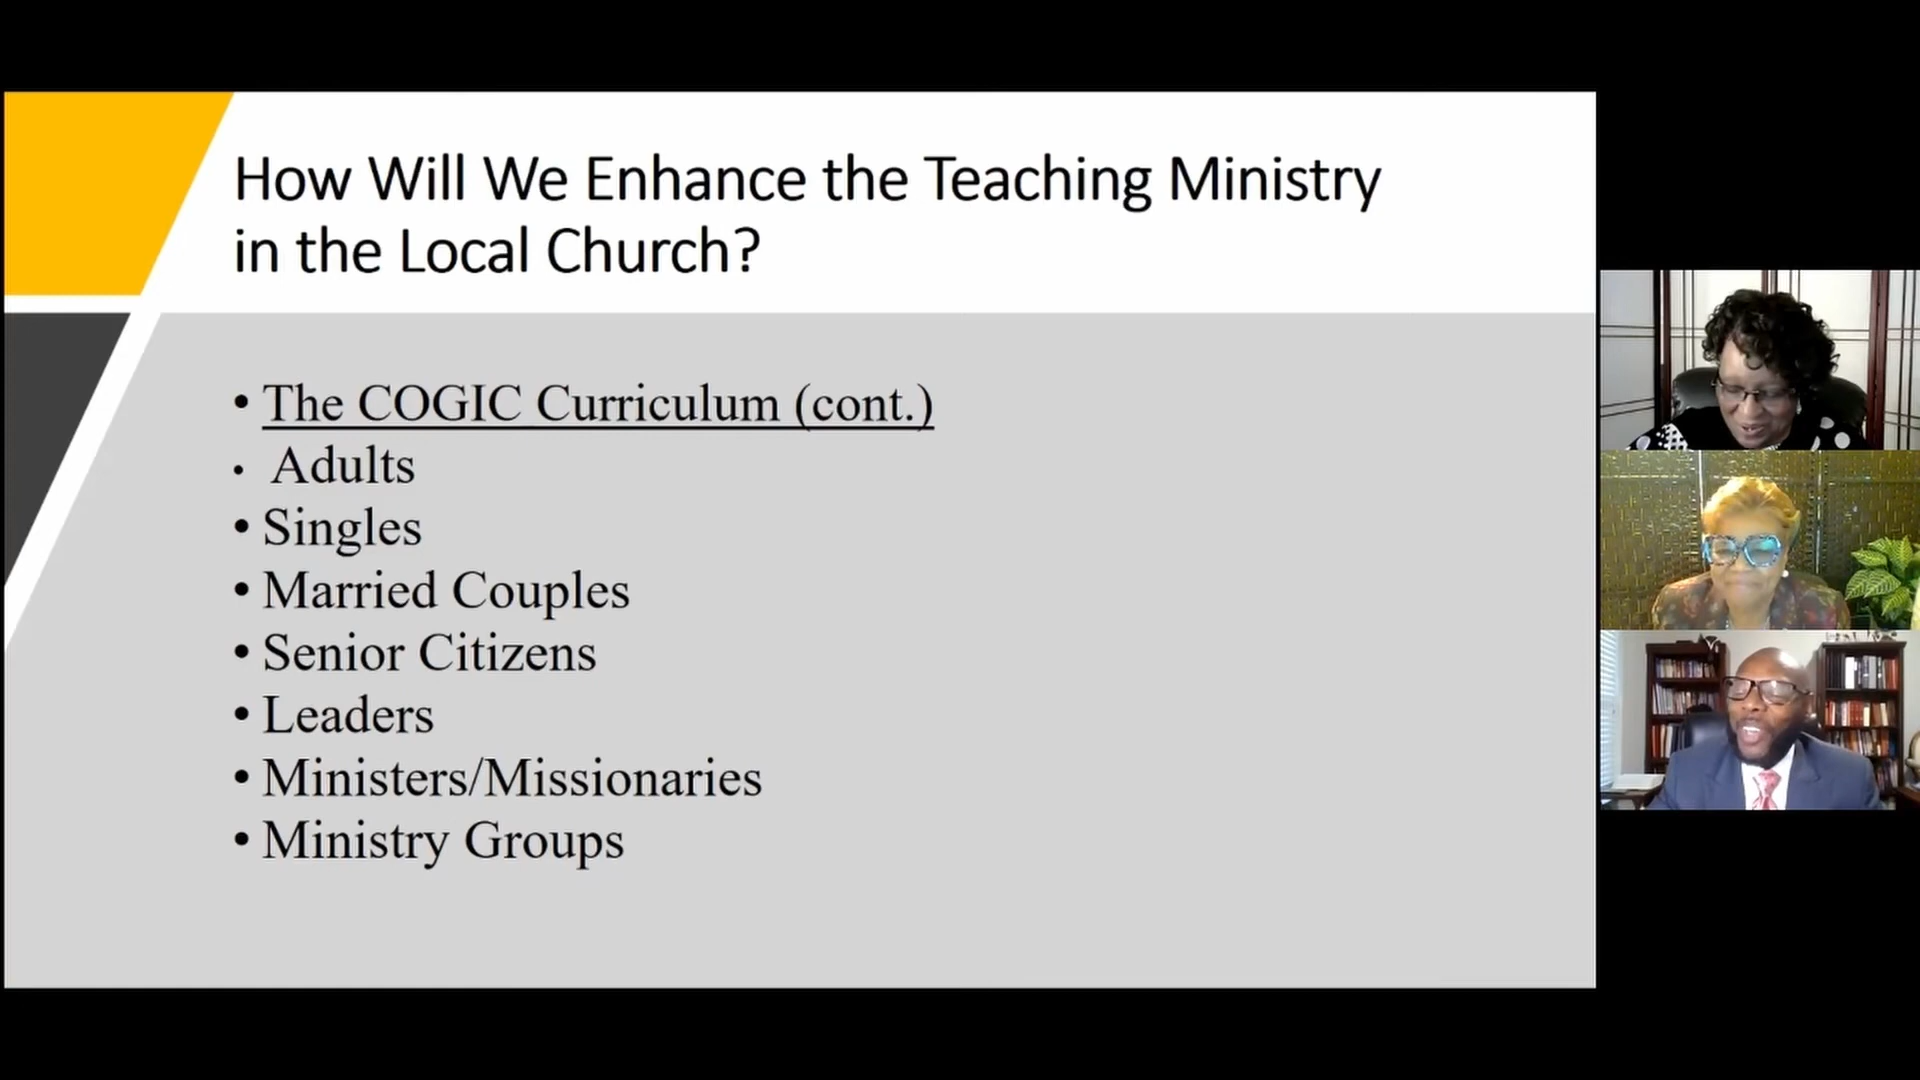 How Will We Enhance the Teaching Ministry
in the Local Church?
• The COGIC Curriculum (cont.)
• Adults
• Singles
• Married Couples
• Senior Citizens
• Leaders
• Ministers/Missionaries
• Ministry Groups